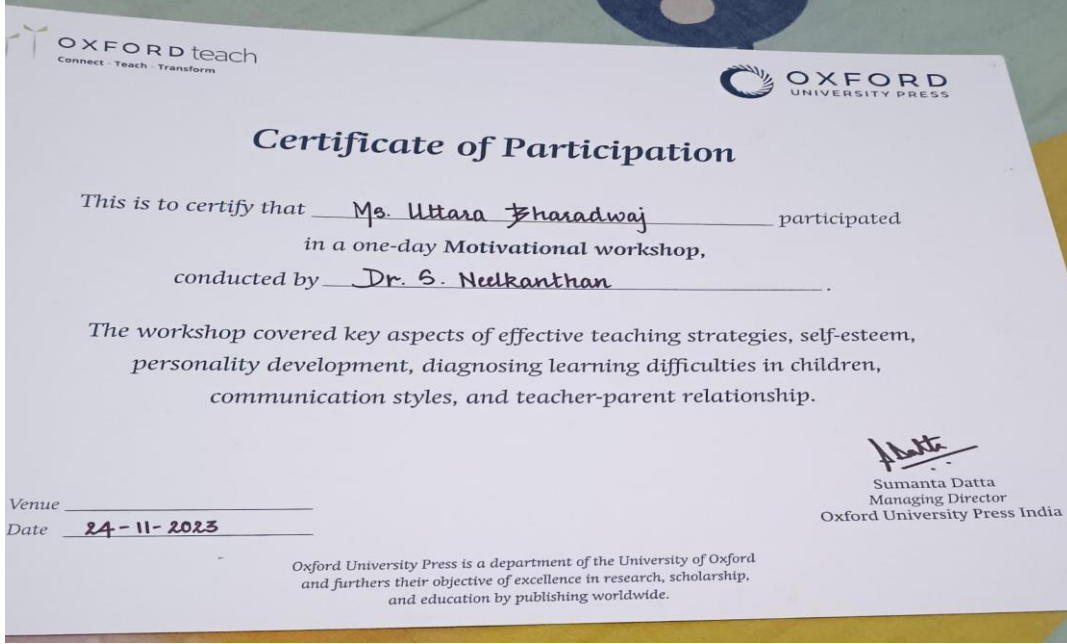 OXFORD teach
Connect · Teach · Transform
OXFORD
UNIVERSITY PRESS
Certificate of Participation
This is to certify that Ms. Uttara Bharadwaj participated
in a one-day Motivational workshop,
conducted by Dr. S. Neelkanthan.
The workshop covered key aspects of effective teaching strategies, self-esteem,
personality development, diagnosing learning difficulties in children,
communication styles, and teacher-parent relationship.
SDatta
Sumanta Datta
Managing Director
Oxford University Press India
Venue
Date 24-11-2023
Oxford University Press is a department of the University of Oxford
and furthers their objective of excellence in research, scholarship,
and education by publishing worldwide.